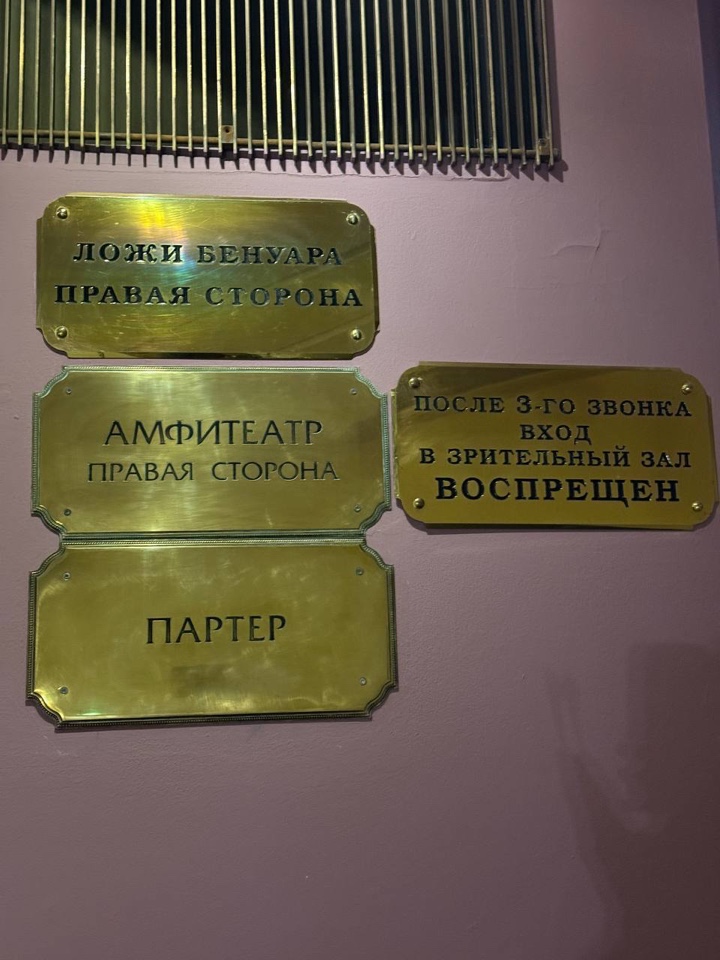 ЛОЖИ БЕНУАРА
ПРАВАЯ СТОРОНА
АМФИТЕАТР
ПРАВАЯ СТОРОНА
ПАРТЕР
ПОСЛЕ 3-ГО ЗВОНКА
ВХОД
В ЗРИТЕЛЬНЫЙ ЗАЛ
ВОСПРЕЩЕН